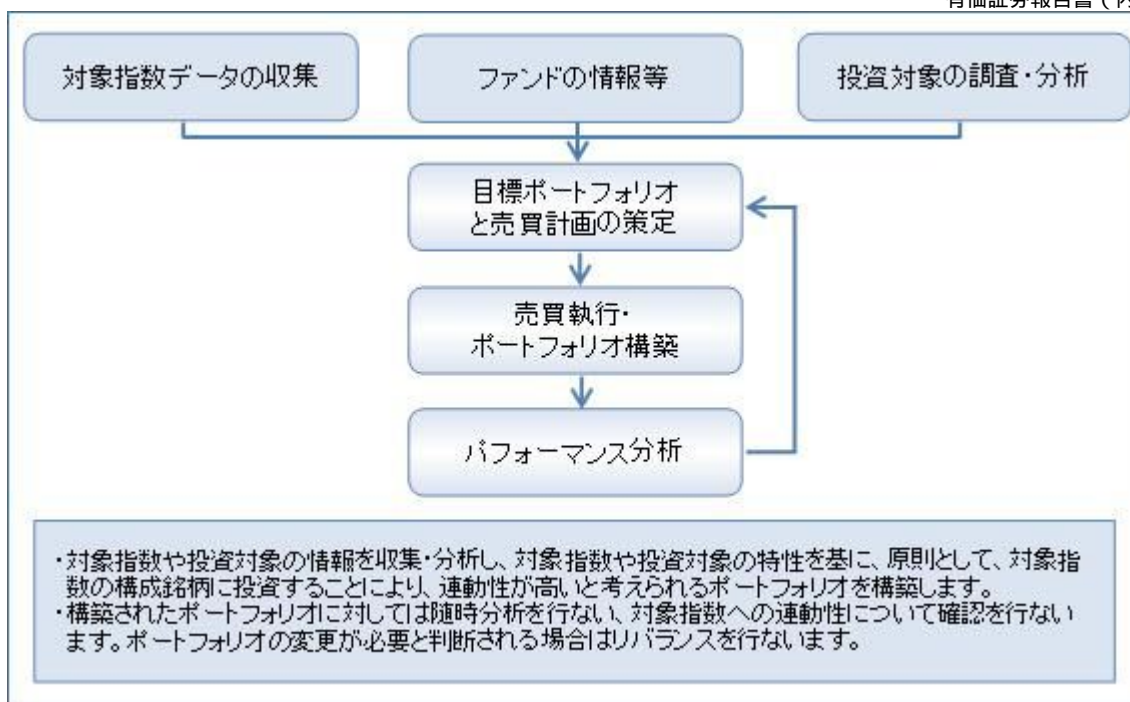 有価証券報告書（内
対象指数データの収集
ファンドの情報等
投資対象の調査・分析
目標ポートフォリオ
と売買計画の策定
売買執行・
ポートフォリオ構築
パフォーマンス分析
・対象指数や投資対象の情報を収集・分析し、対象指数や投資対象の特性を基に、原則として、対象指
数の構成銘柄に投資することにより、連動性が高いと考えられるポートフォリオを構築します。
・構築されたポートフォリオに対しては随時分析を行ない、対象指数への連動性について確認を行ない
ます。ポートフォリオの変更が必要と判断される場合はリバランスを行ないます。